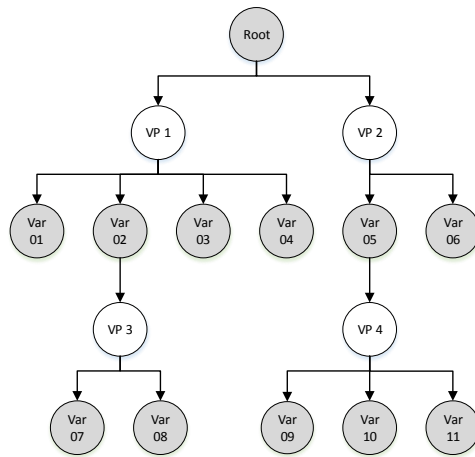 Root
VP 1
VP 2
Var
01
Var
02
Var
03
Var
04
Var
05
Var
06
VP 3
VP 4
Var
07
Var
08
Var
09
Var
10
Var
11